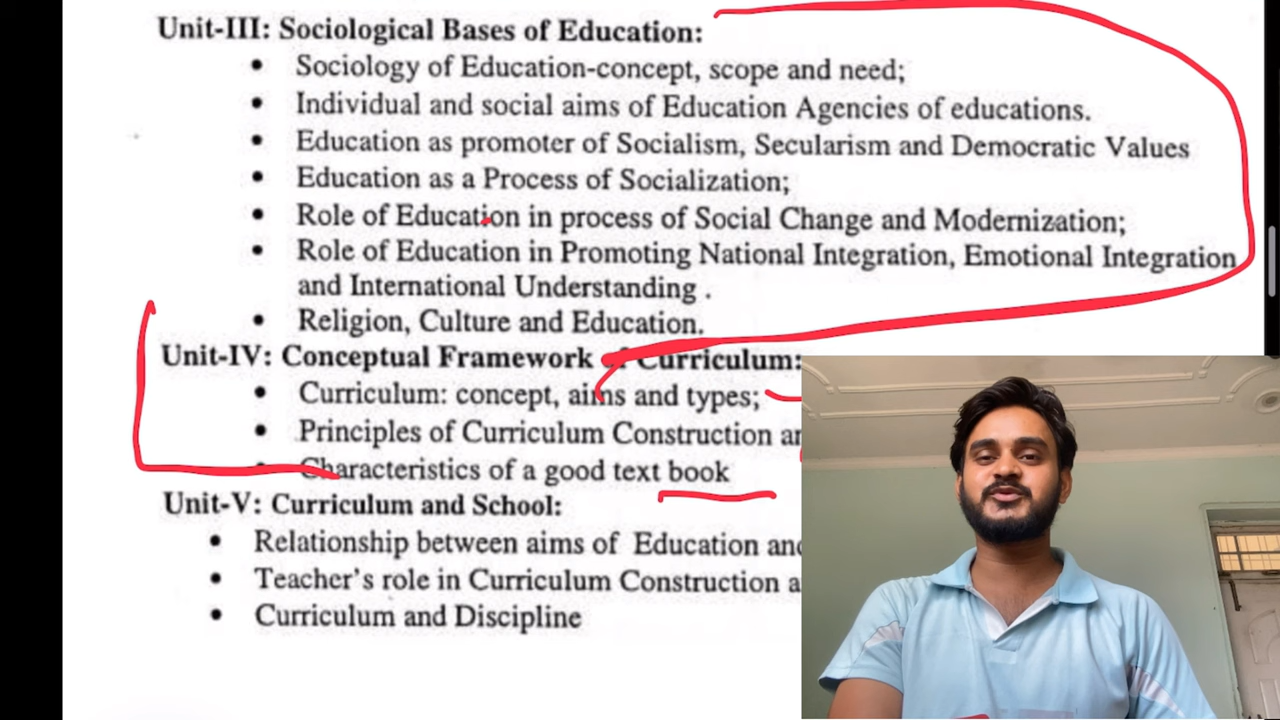 Unit-III: Sociological Bases of Education:
• Sociology of Education-concept, scope and need;
• Individual and social aims of Education Agencies of educations.
• Education as promoter of Socialism, Secularism and Democratic Values
• Education as a Process of Socialization;
• Role of Education in process of Social Change and Modernization;
• Role of Education in Promoting National Integration, Emotional Integration
and International Understanding .
• Religion, Culture and Education.
Unit-IV: Conceptual Framework of Curriculum:
• Curriculum: concept, aims and types;
• Principles of Curriculum Construction
• Characteristics of a good text book
Unit-V: Curriculum and School:
• Relationship between aims of Education
• Teacher's role in Curriculum Construction
• Curriculum and Discipline